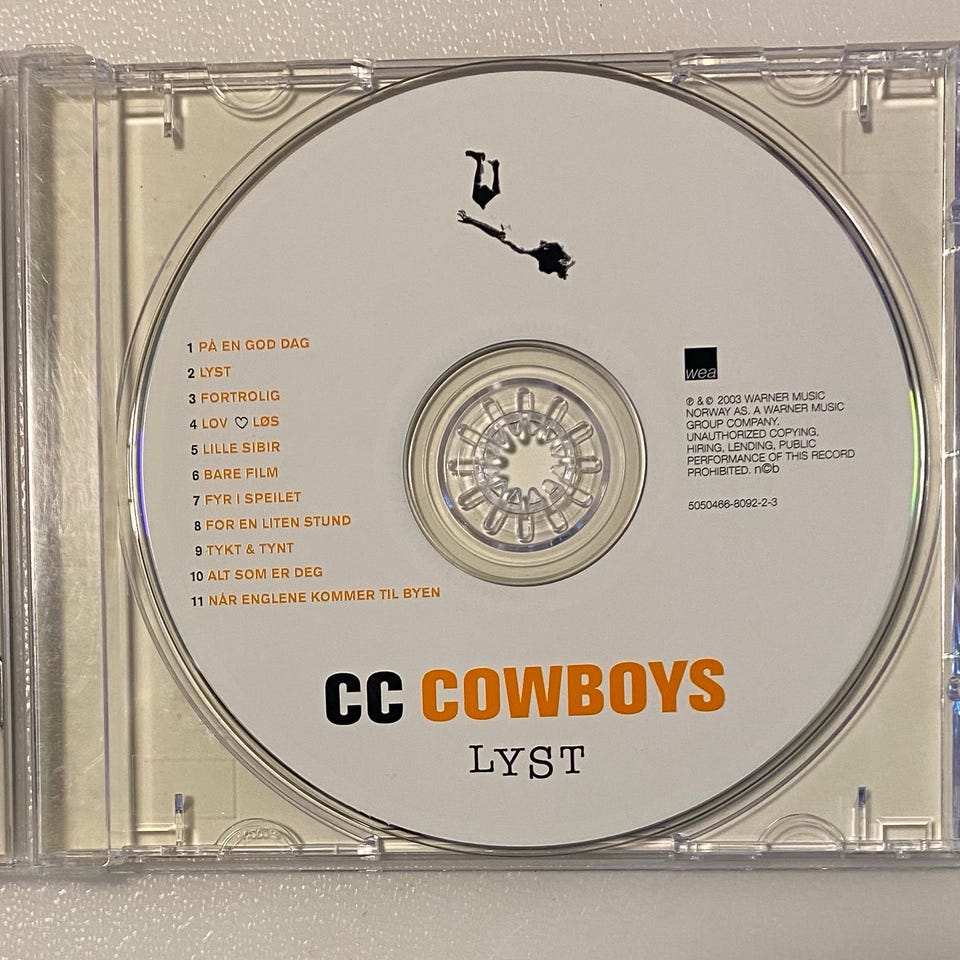 1 PÅ EN GOD DAG
2 LYST
3 FORTROLIG
4 LOV ♡ LØS
5 LILLE SIBIR
6 BARE FILM
7 FYR I SPEILET
8 FOR EN LITEN STUND
9 TYKT & TYNT
10 ALT SOM ER DEG
11 NÅR ENGLENE KOMMER TIL BYEN
wea
℗ & © 2003 WARNER MUSIC
NORWAY AS. A WARNER MUSIC
GROUP COMPANY.
UNAUTHORIZED COPYING,
HIRING, LENDING, PUBLIC
PERFORMANCE OF THIS RECORD
PROHIBITED. n©b
5050466-8092-2-3
CC COWBOYS
LYST